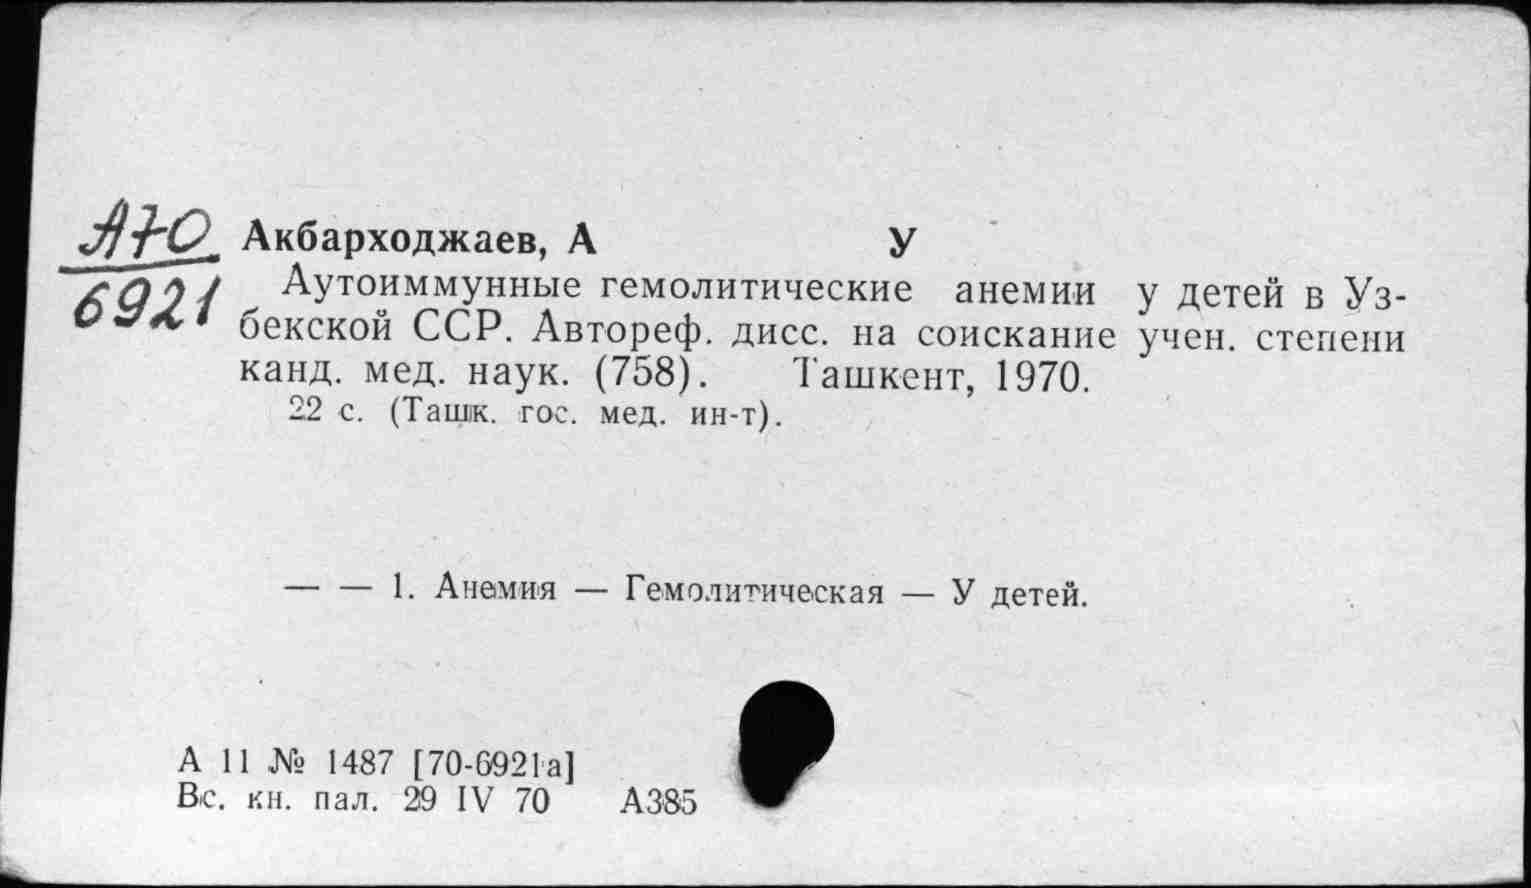 А70 Акбарходжаев, А У
6921 Аутоиммунные гемолитические анемии у детей в Уз-
бекской ССР. Автореф. дисс. на соискание учен. степени
канд. мед. наук. (758). Ташкент, 1970.
22 с. (Ташк. гос. мед. ин-т).
— — 1. Анемия — Гемолитическая — У детей.
А 11 № 1487 [70-6921а]
Вс. кн. пал. 29 IV 70 А385